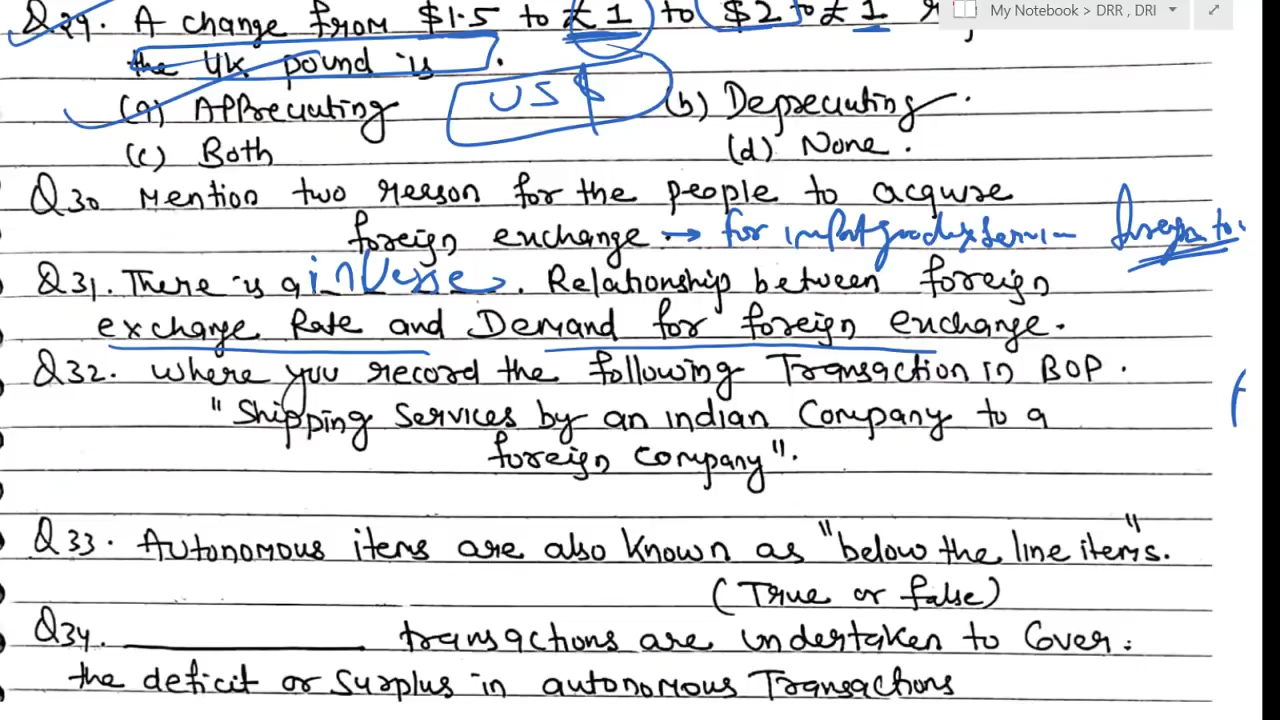 My Notebook > DRR , DRI
Q29. A change from $1.5 to £1 to $2 to £1
the UK pound is .
(a) Appreciating US $ (b) Depreciating .
(c) Both (d) None .
Q30 Mention two reason for the people to acquire
foreign exchange . → for import goods & services Foreign tour
Q31. There is a inverse . Relationship between foreign
exchange Rate and Demand for foreign exchange .
Q32. where you record the following Transaction in BOP .
"Shipping Services by an indian Company to a
foreign company".
Q33. Autonomous items are also known as "below the line items".
(True or false)
Q34. __________ transactions are undertaken to Cover
the deficit or Surplus in autonomous Transactions